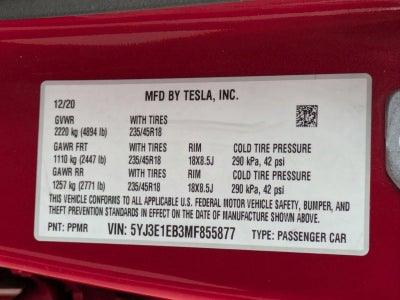 MFD BY TESLA, INC.
12/20
GVWR WITH TIRES
2220 kg (4894 lb) 235/45R18
GAWR FRT WITH TIRES RIM COLD TIRE PRESSURE
1110 kg (2447 lb) 235/45R18 18X8.5J 290 kPa, 42 psi
GAWR RR WITH TIRES RIM COLD TIRE PRESSURE
1257 kg (2771 lb) 235/45R18 18X8.5J 290 kPa, 42 psi
THIS VEHICLE CONFORMS TO ALL APPLICABLE U.S. FEDERAL MOTOR VEHICLE SAFETY, BUMPER, AND
THEFT PREVENTION STANDARDS IN EFFECT ON THE DATE OF MANUFACTURE SHOWN ABOVE.
PNT: PPMR VIN: 5YJ3E1EB3MF855877 TYPE: PASSENGER CAR